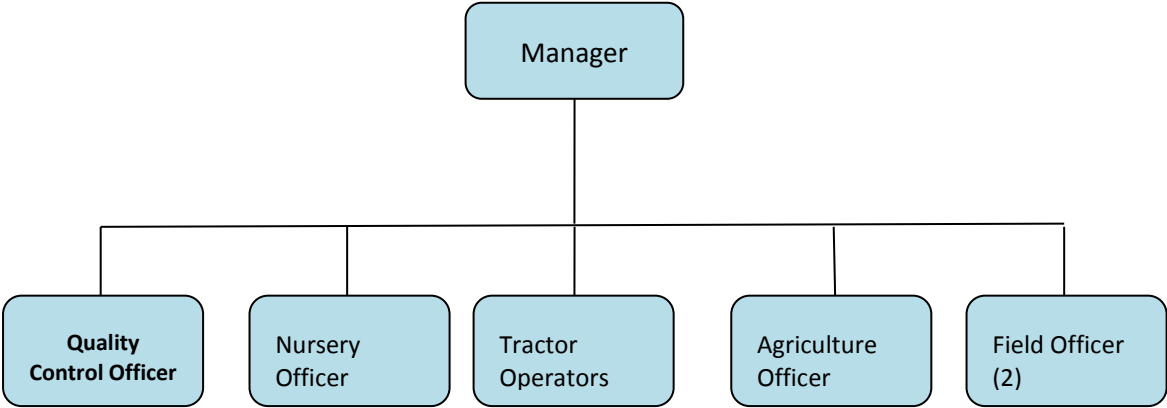 Manager
Quality
Control Officer
Nursery
Officer
Tractor
Operators
Agriculture
Officer
Field Officer
(2)